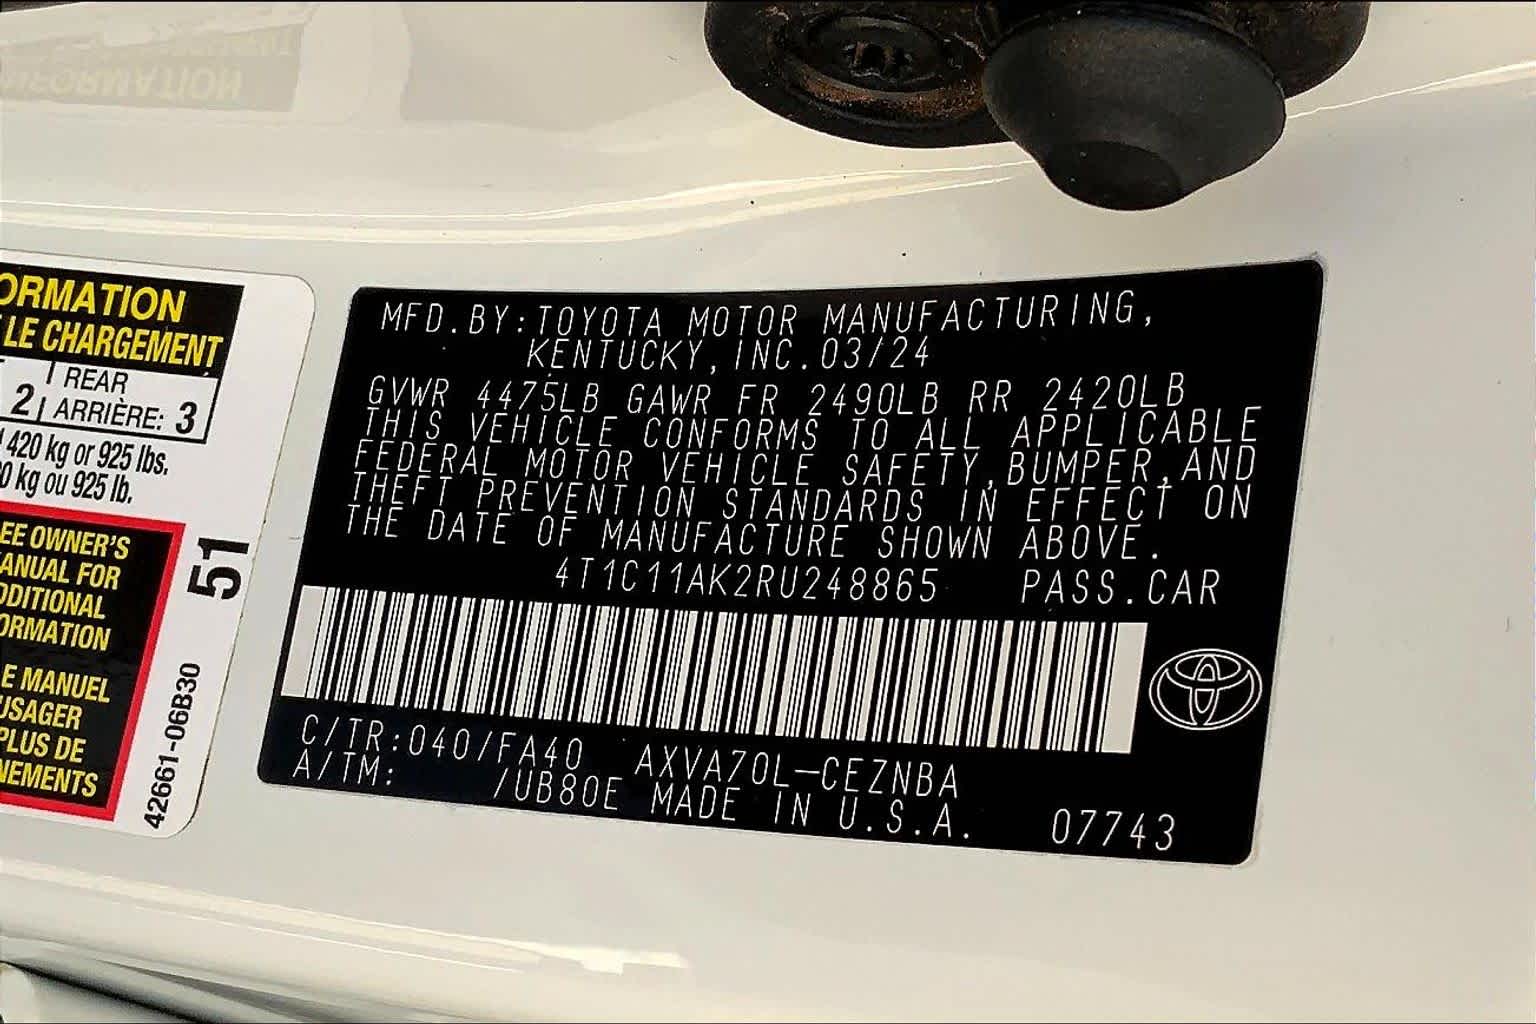 ORMATION
LE CHARGEMENT
REAR
2 ARRIÈRE: 3
420 kg or 925 lbs.
0 kg ou 925 lb.
EE OWNER'S
ANUAL FOR
DDITIONAL
ORMATION
E MANUEL
USAGER
PLUS DE
NEMENTS
51
42661-06B30
MFD.BY:TOYOTA MOTOR MANUFACTURING,
KENTUCKY,INC.03/24
GVWR 4475LB GAWR FR 2490LB RR 2420LB
THIS VEHICLE CONFORMS TO ALL APPLICABLE
FEDERAL MOTOR VEHICLE SAFETY,BUMPER,AND
THEFT PREVENTION STANDARDS IN EFFECT ON
THE DATE OF MANUFACTURE SHOWN ABOVE.
4T1C11AK2RU248865 PASS.CAR
C/TR:040/FA40 AXVA70L-CEZNBA
A/TM: /UB80E MADE IN U.S.A. 07743